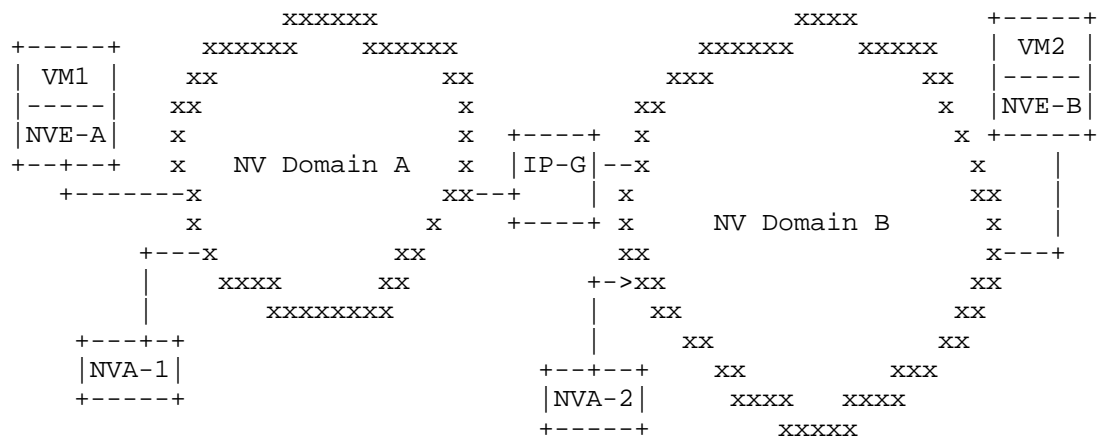 VM1
VM2
NVE-A
NVE-B
NV Domain A
IP-G
NV Domain B
NVA-1
NVA-2